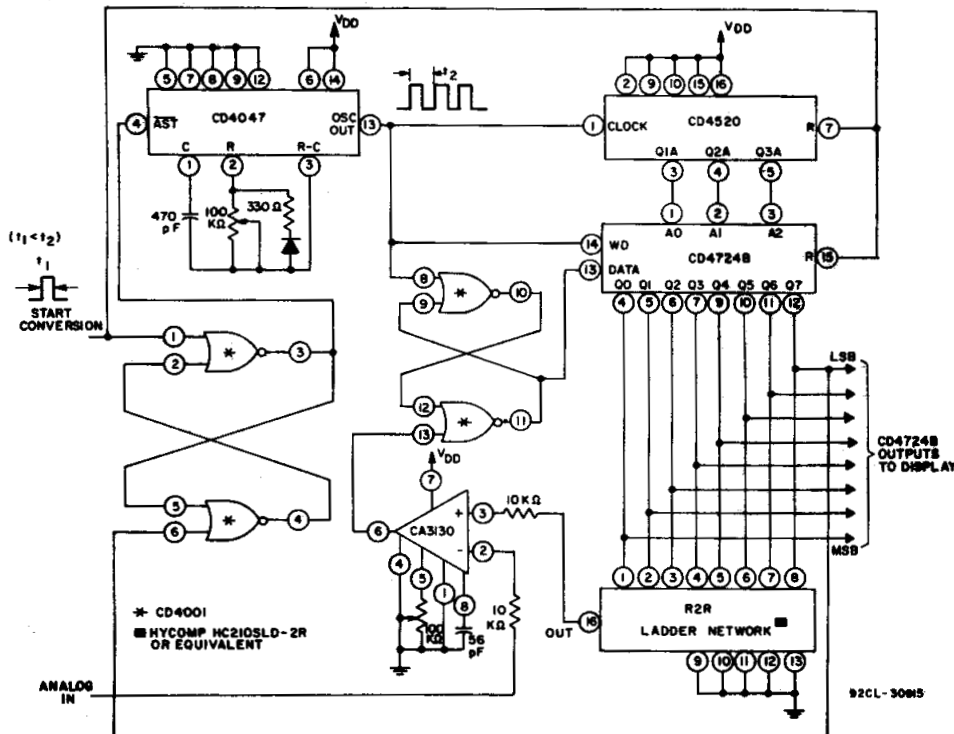 VDD
5 7 8 9 12 6 14
4 AST CD4047 OSC OUT 13
C R R-C
1 2 3
470 pF
100 KΩ
330 Ω
t2
VDD
2 9 10 15 16
1 CLOCK CD4520 R 7
Q1A Q2A Q3A
3 4 5
1 2 3
A0 A1 A2
14 WD CD4724B R 15
13 DATA
Q0 Q1 Q2 Q3 Q4 Q5 Q6 Q7
4 5 6 7 9 10 11 12
(t1<t2)
t1
START CONVERSION
1
2 * 3
5
6 * 4
8
9 * 10
12
13 * 11
LSB
CD4724B OUTPUTS TO DISPLAY
MSB
VDD
7
6 CA3130 + 3 10KΩ
- 2
4 5 1 8
100 KΩ
56 pF
10 KΩ
1 2 3 4 5 6 7 8
OUT 16 R2R
LADDER NETWORK
9 10 11 12 13
* CD4001
HYCOMP HC210SLD-2R
OR EQUIVALENT
ANALOG IN
92CL-30815